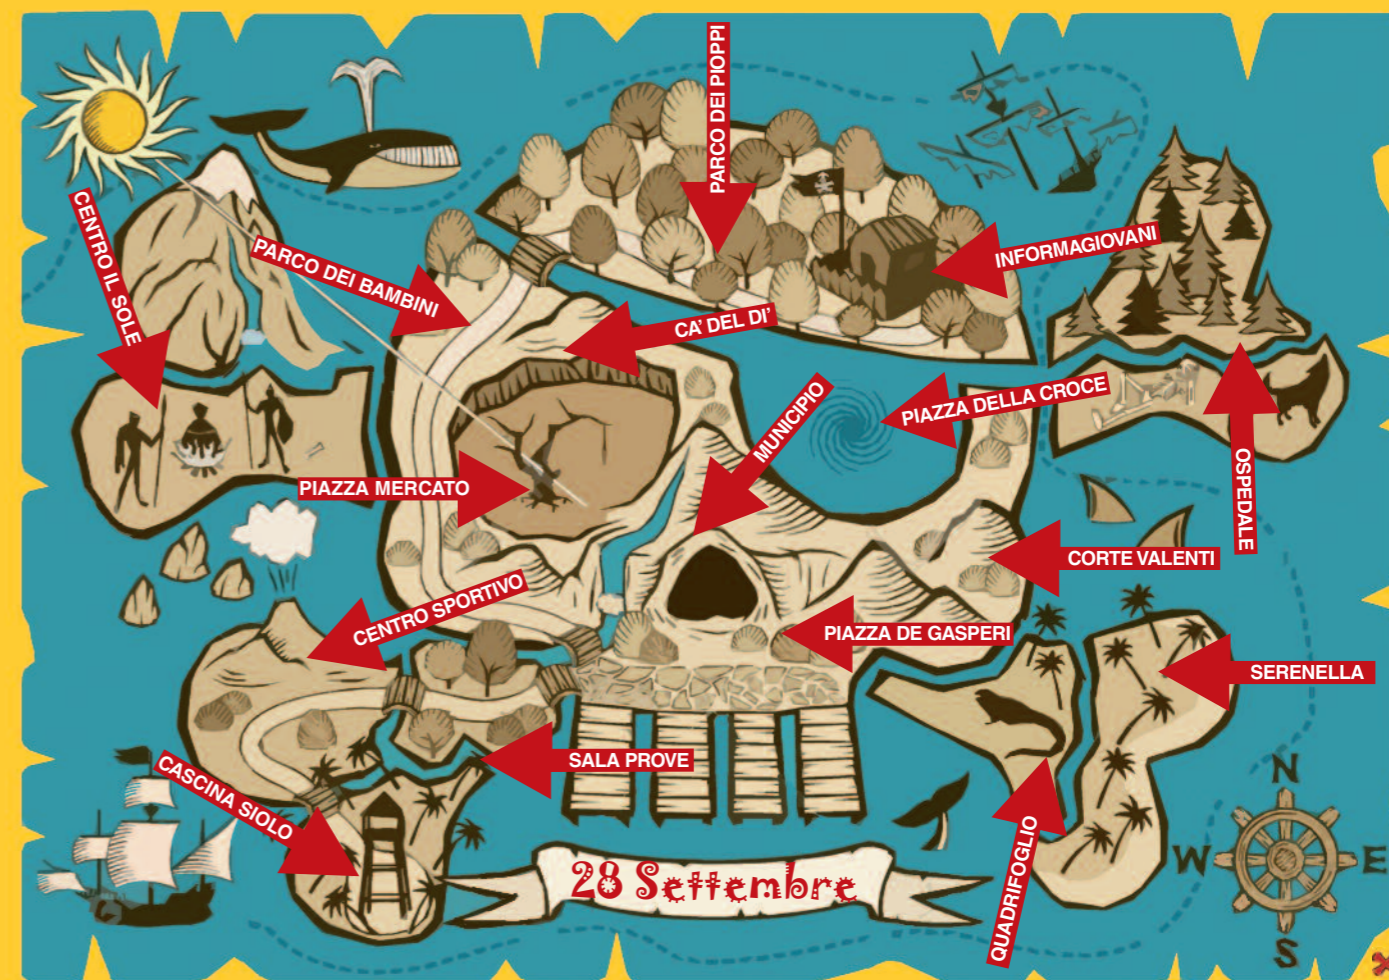 PARCO DEI PIOPPI
CENTRO IL SOLE
PARCO DEI BAMBINI
INFORMAGIOVANI
CA' DEL DI'
MUNICIPIO
PIAZZA DELLA CROCE
PIAZZA MERCATO
OSPEDALE
CORTE VALENTI
CENTRO SPORTIVO
PIAZZA DE GASPERI
SERENELLA
SALA PROVE
CASCINA SIOLO
QUADRIFOGLIO
28 Settembre
N
W
E
S